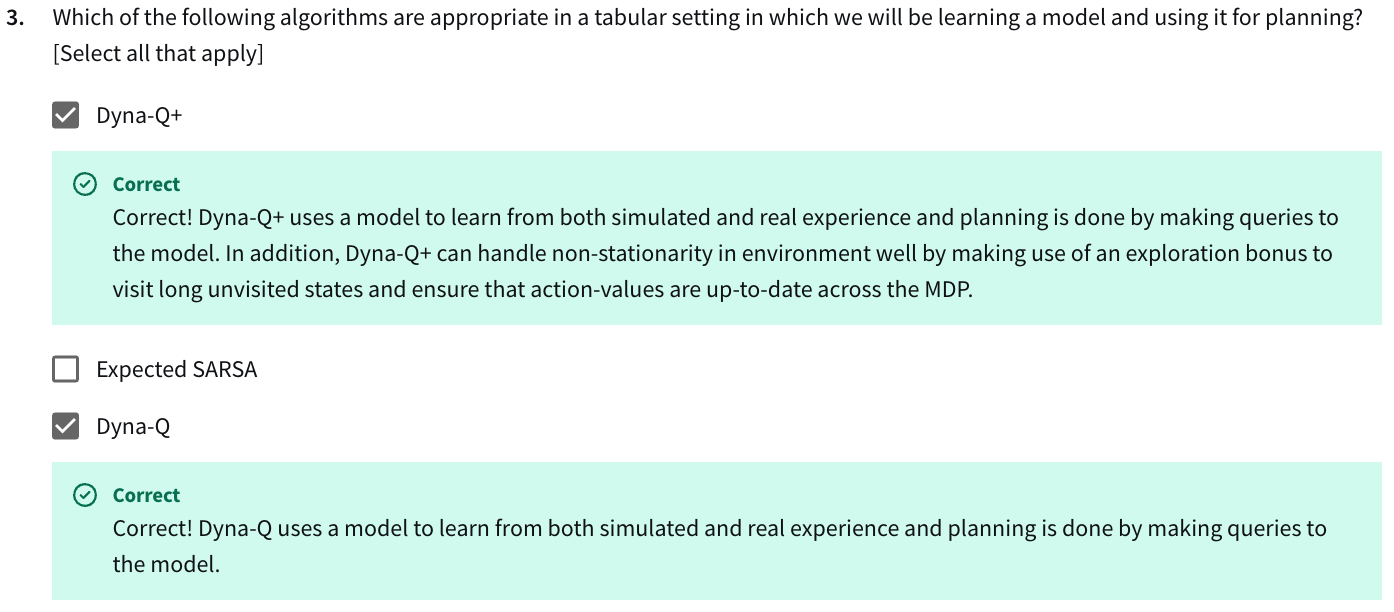 3. Which of the following algorithms are appropriate in a tabular setting in which we will be learning a model and using it for planning?
[Select all that apply]
Dyna-Q+
Correct
Correct! Dyna-Q+ uses a model to learn from both simulated and real experience and planning is done by making queries to
the model. In addition, Dyna-Q+ can handle non-stationarity in environment well by making use of an exploration bonus to
visit long unvisited states and ensure that action-values are up-to-date across the MDP.
Expected SARSA
Dyna-Q
Correct
Correct! Dyna-Q uses a model to learn from both simulated and real experience and planning is done by making queries to
the model.